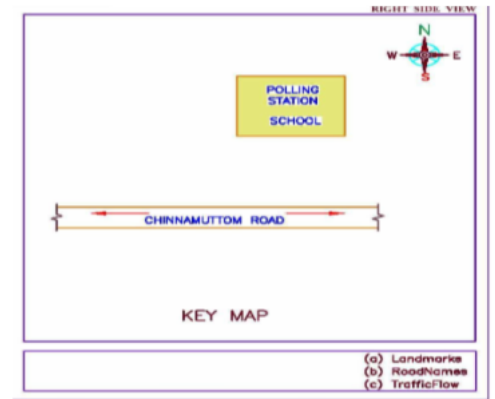 RIGHT SIDE VIEW
N
W E
S
POLLING
STATION
SCHOOL
CHINNAMUTTOM ROAD
KEY MAP
(a) Landmarks
(b) RoadNames
(c) TrafficFlow